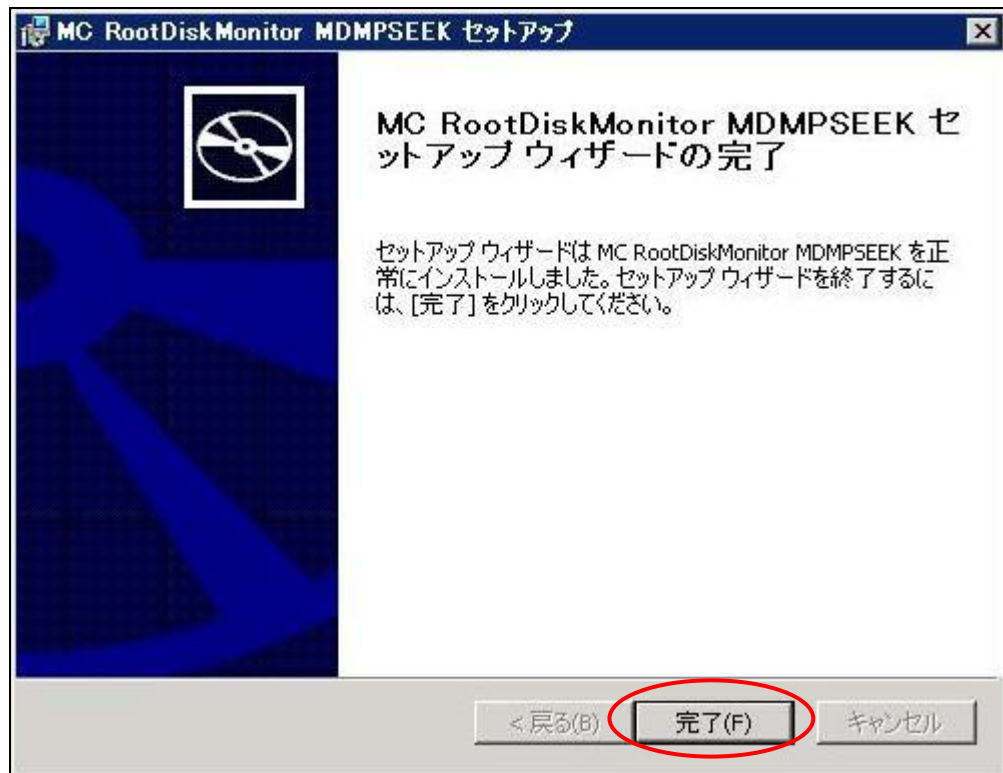 MC RootDiskMonitor MDMPSEEK セットアップ
MC RootDiskMonitor MDMPSEEK セ
ットアップ ウィザードの完了
セットアップ ウィザードは MC RootDiskMonitor MDMPSEEK を正
常にインストールしました。セットアップ ウィザードを終了するに
は、[完了] をクリックしてください。
< 戻る(B) 完了(F) キャンセル